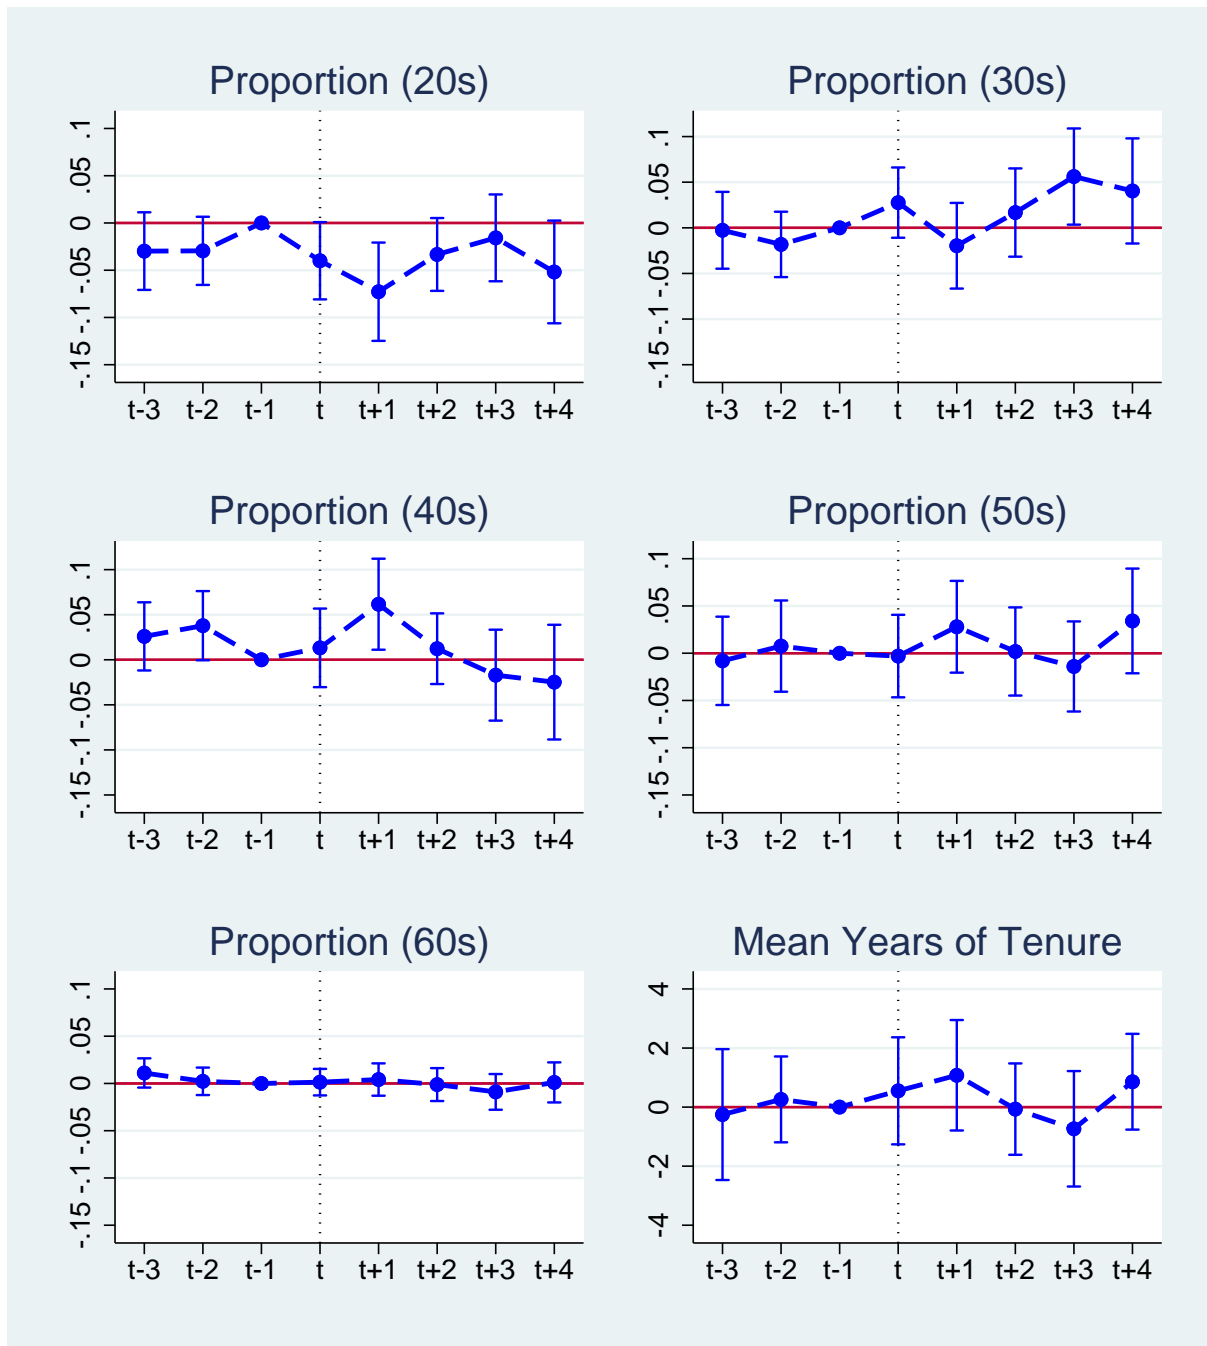 Proportion (20s)
.1
.05
0
-.05
-.1
-.15
t-3 t-2 t-1 t t+1 t+2 t+3 t+4
Proportion (30s)
.1
.05
0
-.05
-.1
-.15
t-3 t-2 t-1 t t+1 t+2 t+3 t+4
Proportion (40s)
.1
.05
0
-.05
-.1
-.15
t-3 t-2 t-1 t t+1 t+2 t+3 t+4
Proportion (50s)
.1
.05
0
-.05
-.1
-.15
t-3 t-2 t-1 t t+1 t+2 t+3 t+4
Proportion (60s)
.1
.05
0
-.05
-.1
-.15
t-3 t-2 t-1 t t+1 t+2 t+3 t+4
Mean Years of Tenure
4
2
0
-2
-4
t-3 t-2 t-1 t t+1 t+2 t+3 t+4